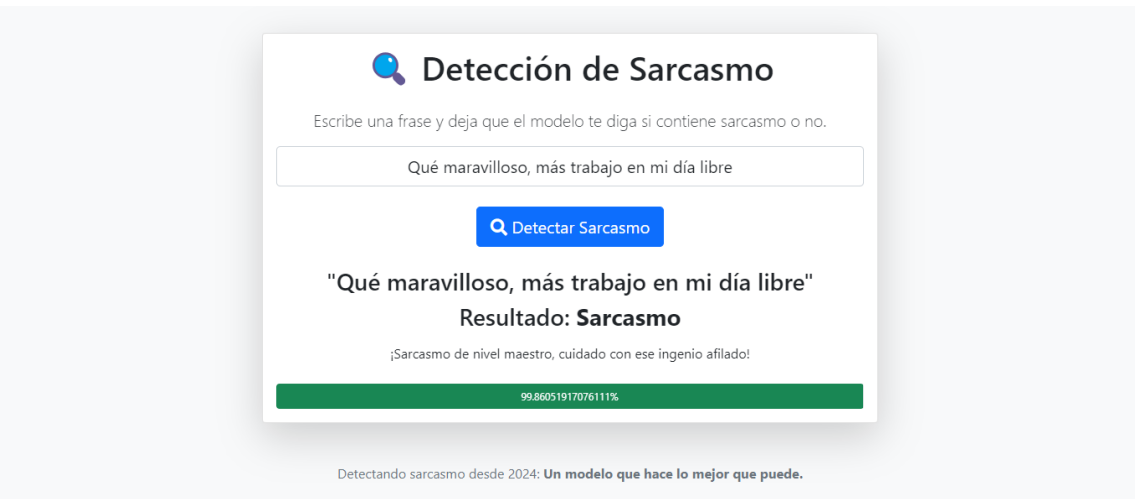 Detección de Sarcasmo
Escribe una frase y deja que el modelo te diga si contiene sarcasmo o no.
Qué maravilloso, más trabajo en mi día libre
Detectar Sarcasmo
"Qué maravilloso, más trabajo en mi día libre"
Resultado: Sarcasmo
¡Sarcasmo de nivel maestro, cuidado con ese ingenio afilado!
99.86051917076111%
Detectando sarcasmo desde 2024: Un modelo que hace lo mejor que puede.